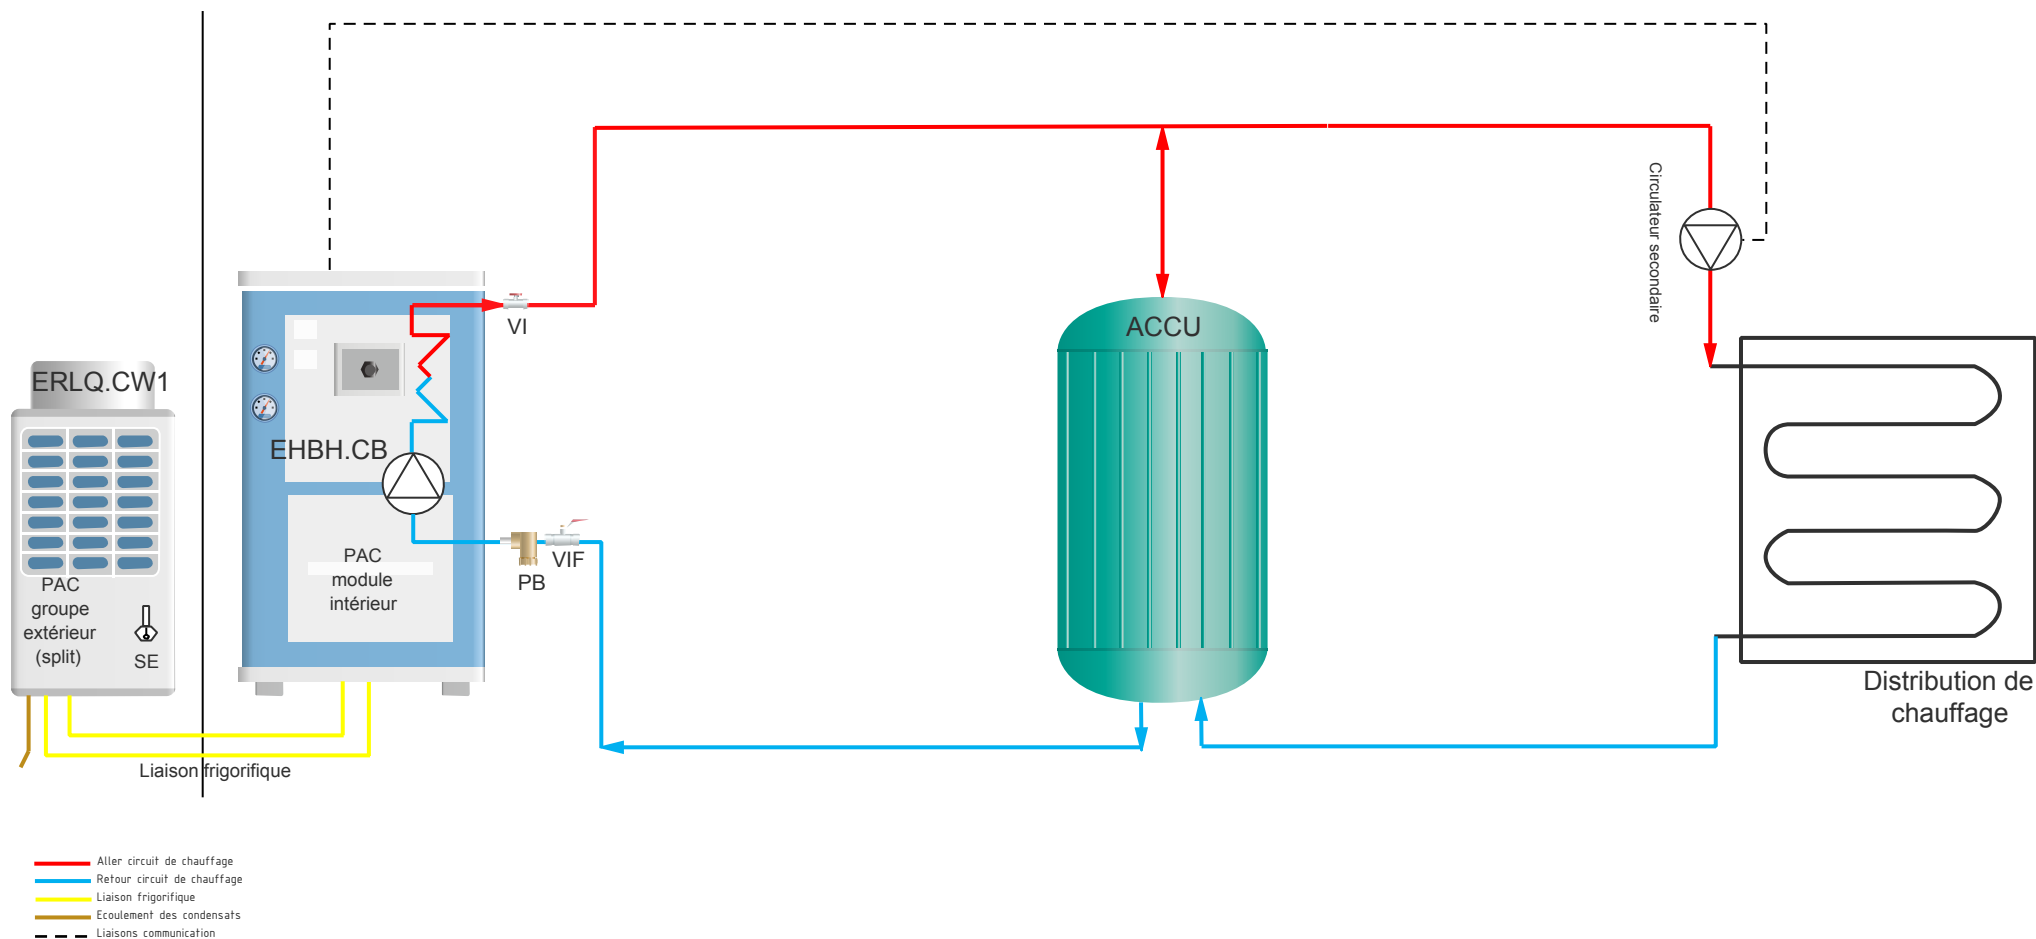 Circulateur secondaire
VI
ACCU
ERLQ.CW1
EHBH.CB
VIF
PB
PAC
module
intérieur
PAC
groupe
extérieur
(split)
SE
Distribution de
chauffage
Liaison frigorifique
Aller circuit de chauffage
Retour circuit de chauffage
Liaison frigorifique
Ecoulement des condensats
Liaisons communication